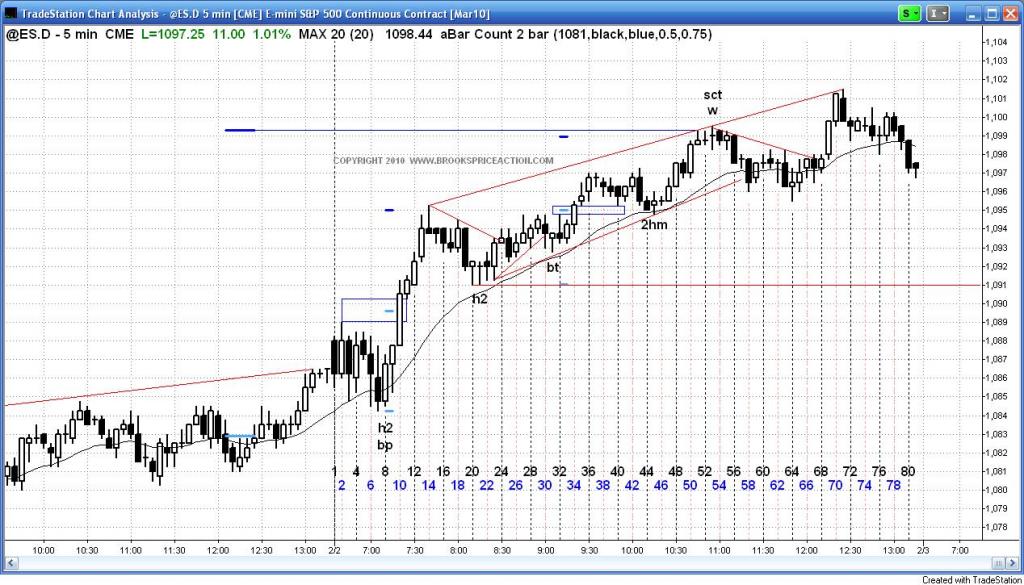 TradeStation Chart Analysis - @ES.D 5 min [CME] E-mini S&P 500 Continuous Contract [Mar10]
S
I
@ES.D - 5 min CME L=1097.25 11.00 1.01% MAX 20 (20) 1098.44 aBar Count 2 bar (1081,black,blue,0.5,0.75)
1,104
1,103
1,102
1,101
1,100
1,099
1,098
1,097
1,096
1,095
1,094
1,093
1,092
1,091
1,090
1,089
1,088
1,087
1,086
1,085
1,084
1,083
1,082
1,081
1,080
1,079
1,078
sct
w
COPYRIGHT 2010 WWW.BROOKSPRICEACTION.COM
2hm
bt
h2
h2
bp
1 4 8 12 16 20 24 28 32 36 40 44 48 52 56 60 64 68 72 76 80
2 6 10 14 18 22 26 30 34 38 42 46 50 54 58 62 66 70 74 78
10:00 10:30 11:00 11:30 12:00 12:30 13:00 2/2 7:00 7:30 8:00 8:30 9:00 9:30 10:00 10:30 11:00 11:30 12:00 12:30 13:00 2/3 7:00
Created with TradeStation